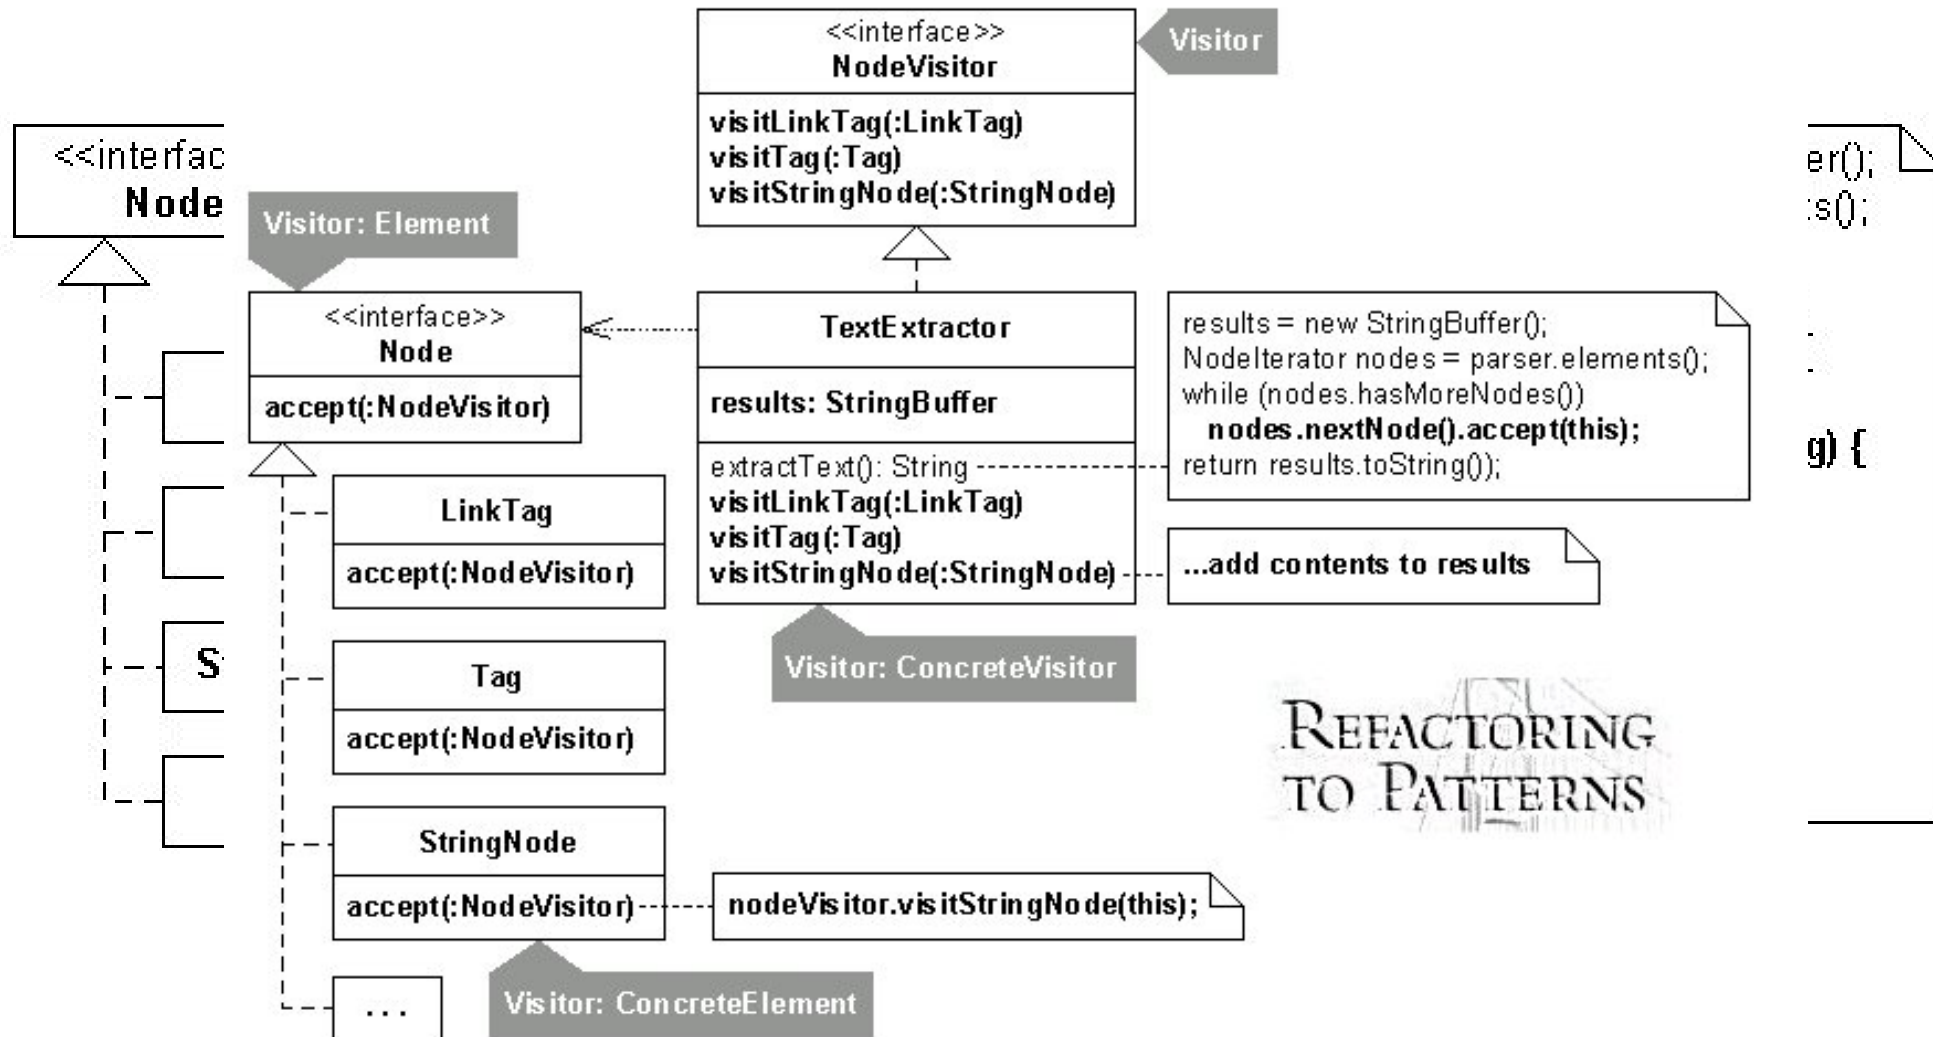 <<interface>>
NodeVisitor
visitLinkTag(:LinkTag)
visitTag(:Tag)
visitStringNode(:StringNode)
Visitor
<<interfac
Node
er();
s();
g) {
Visitor: Element
<<interface>>
Node
accept(:NodeVisitor)
TextExtractor
results: StringBuffer
extractText(): String
visitLinkTag(:LinkTag)
visitTag(:Tag)
visitStringNode(:StringNode)
results = new StringBuffer();
NodeIterator nodes = parser.elements();
while (nodes.hasMoreNodes())
nodes.nextNode().accept(this);
return results.toString());
...add contents to results
LinkTag
accept(:NodeVisitor)
Visitor: ConcreteVisitor
Tag
accept(:NodeVisitor)
REFACTORING
TO PATTERNS
S
StringNode
accept(:NodeVisitor)
nodeVisitor.visitStringNode(this);
Visitor: ConcreteElement
...